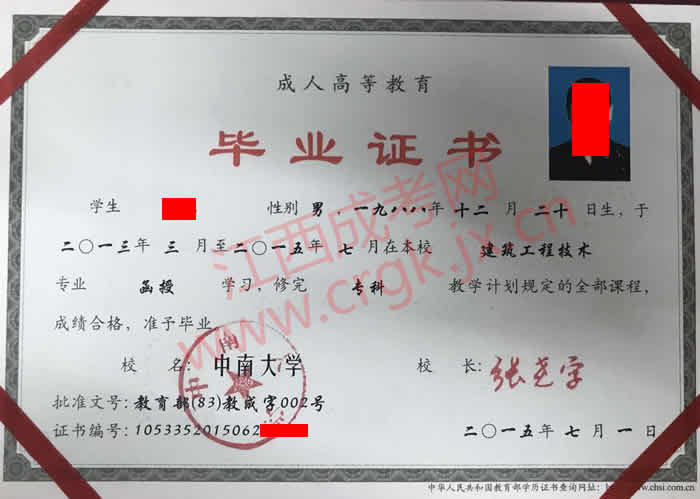 成人高等教育
毕业证书
学生 性别 男，一九八八年 十二 月 二十 日生，于
二〇一三年 三 月至二〇一五年 七 月在本校 建筑工程技术
专业 函授 学习，修完 专科 教学计划规定的全部课程，
成绩合格，准予毕业。
校 名： 中南大学 校 长： 张尧学
批准文号：教育部(83)教成字002号
证书编号：1053352015062
二〇一五年 七 月 一 日
中华人民共和国教育部学历证书查询网址： www.chsi.com.cn
江西成考网
www.crgk.jx.cn
中南大